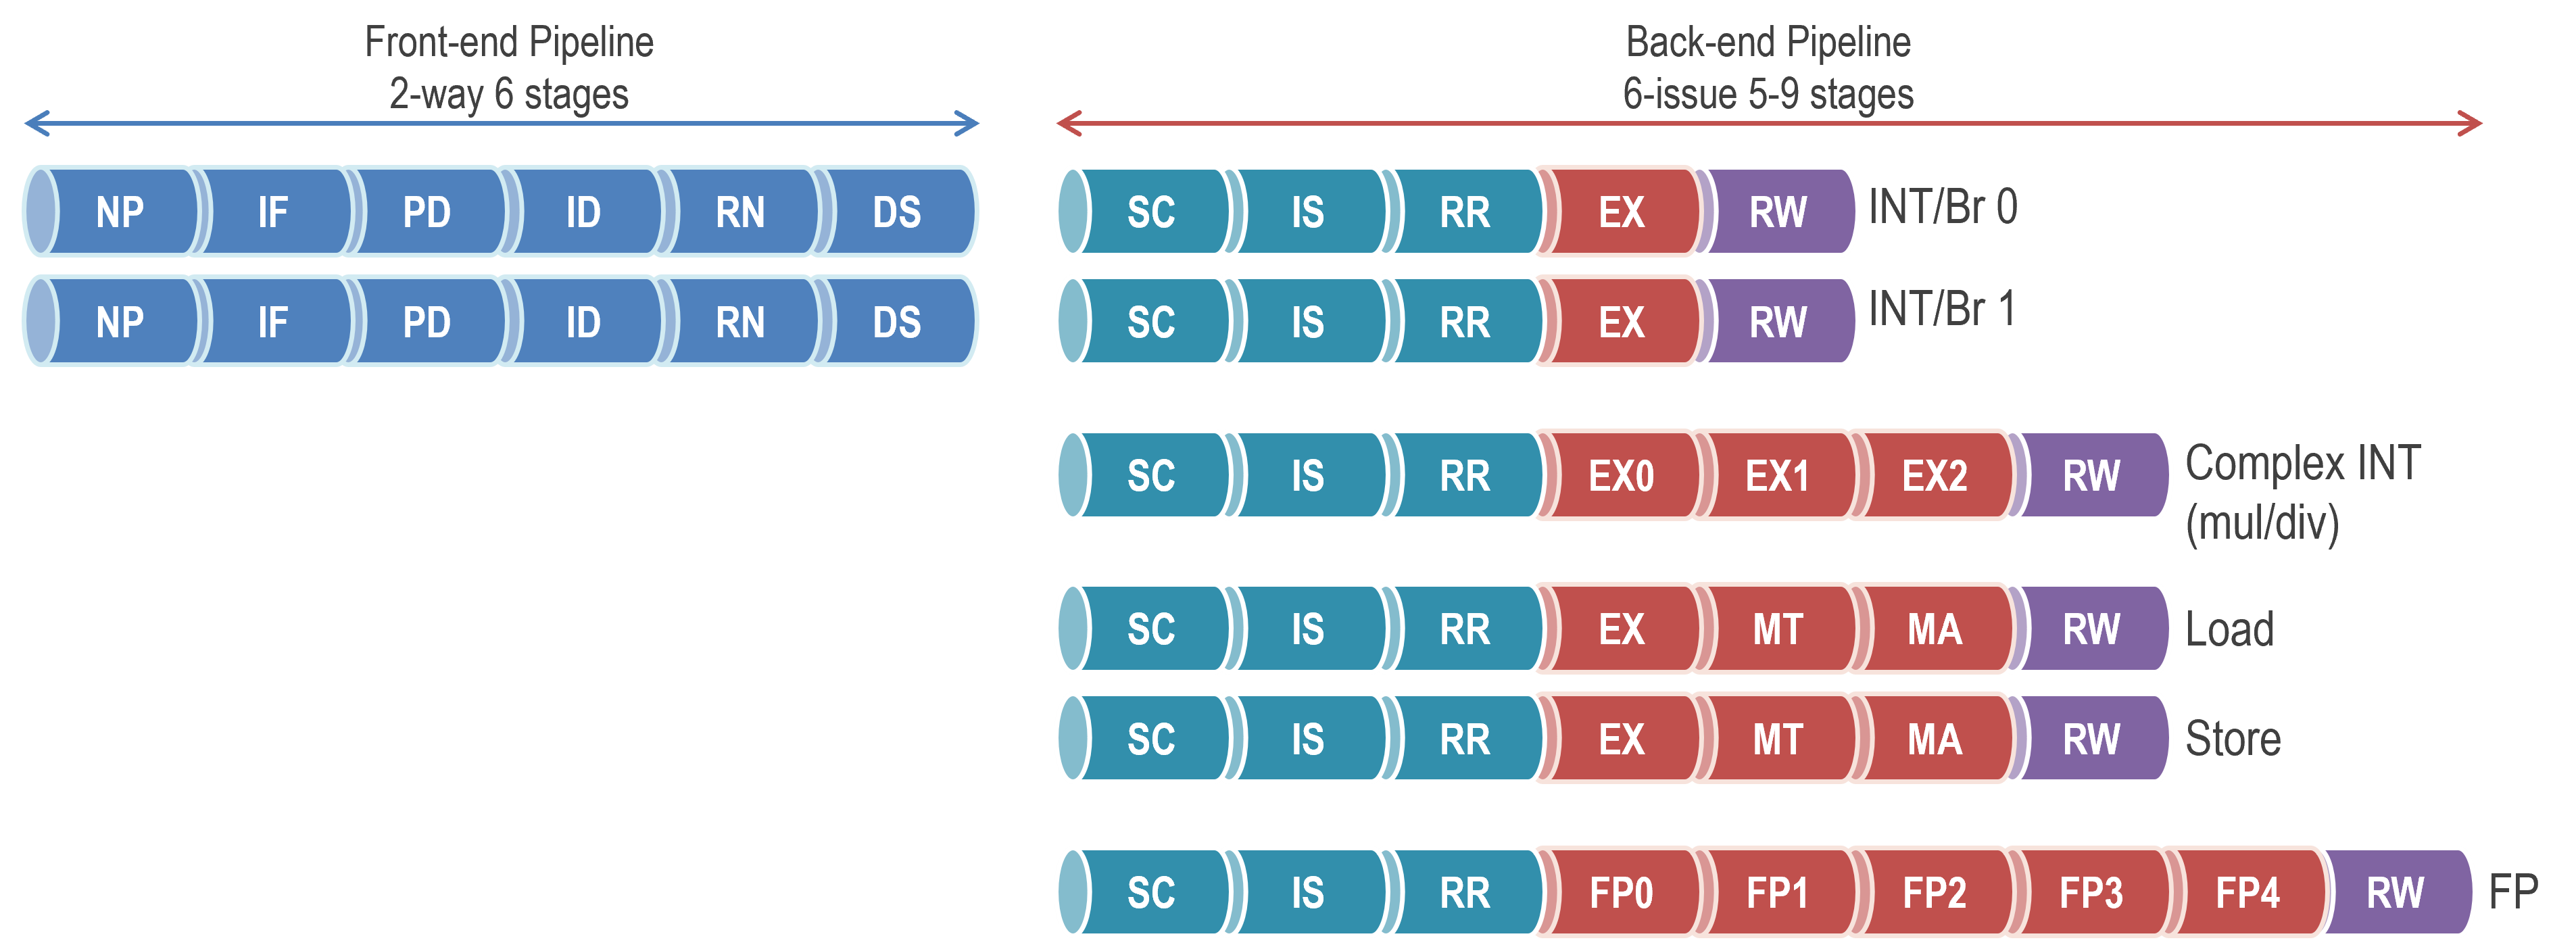 Front-end Pipeline
2-way 6 stages
Back-end Pipeline
6-issue 5-9 stages
NP IF PD ID RN DS
SC IS RR EX RW INT/Br 0
NP IF PD ID RN DS
SC IS RR EX RW INT/Br 1
SC IS RR EX0 EX1 EX2 RW Complex INT
(mul/div)
SC IS RR EX MT MA RW Load
SC IS RR EX MT MA RW Store
SC IS RR FP0 FP1 FP2 FP3 FP4 RW FP